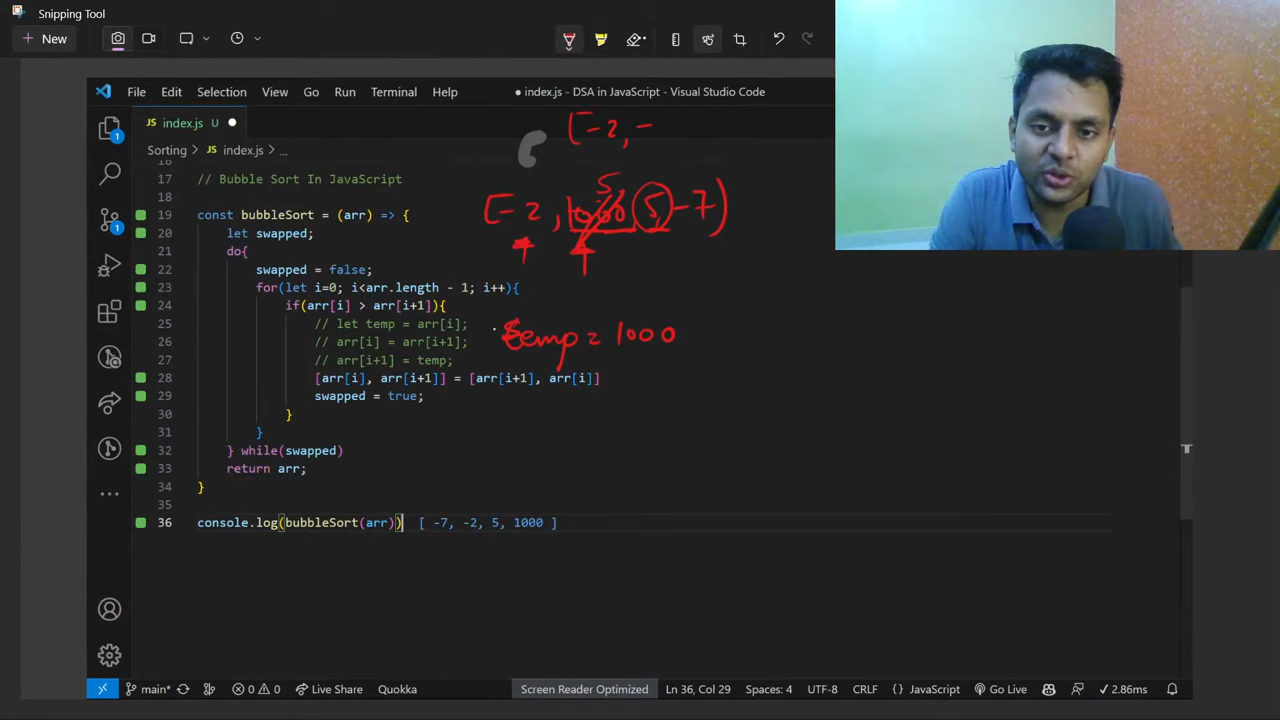 Snipping Tool
New
File Edit Selection View Go Run Terminal Help
index.js - DSA in JavaScript - Visual Studio Code
JS index.js U
Sorting > JS index.js > ...
[-2, -
16
17 // Bubble Sort In JavaScript
18
5
[-2, 1000 5, -7]
19 const bubbleSort = (arr) => {
20 let swapped;
21 do{
22 swapped = false;
23 for(let i=0; i<arr.length - 1; i++){
24 if(arr[i] > arr[i+1]){
25 // let temp = arr[i];
temp = 1000
26 // arr[i] = arr[i+1];
27 // arr[i+1] = temp;
28 [arr[i], arr[i+1]] = [arr[i+1], arr[i]]
29 swapped = true;
30 }
31 }
32 } while(swapped)
33 return arr;
34 }
35
36 console.log(bubbleSort(arr)) [ -7, -2, 5, 1000 ]
1
1
main* 0 0 Live Share Quokka Screen Reader Optimized Ln 36, Col 29 Spaces: 4 UTF-8 CRLF {} JavaScript Go Live 2.86ms